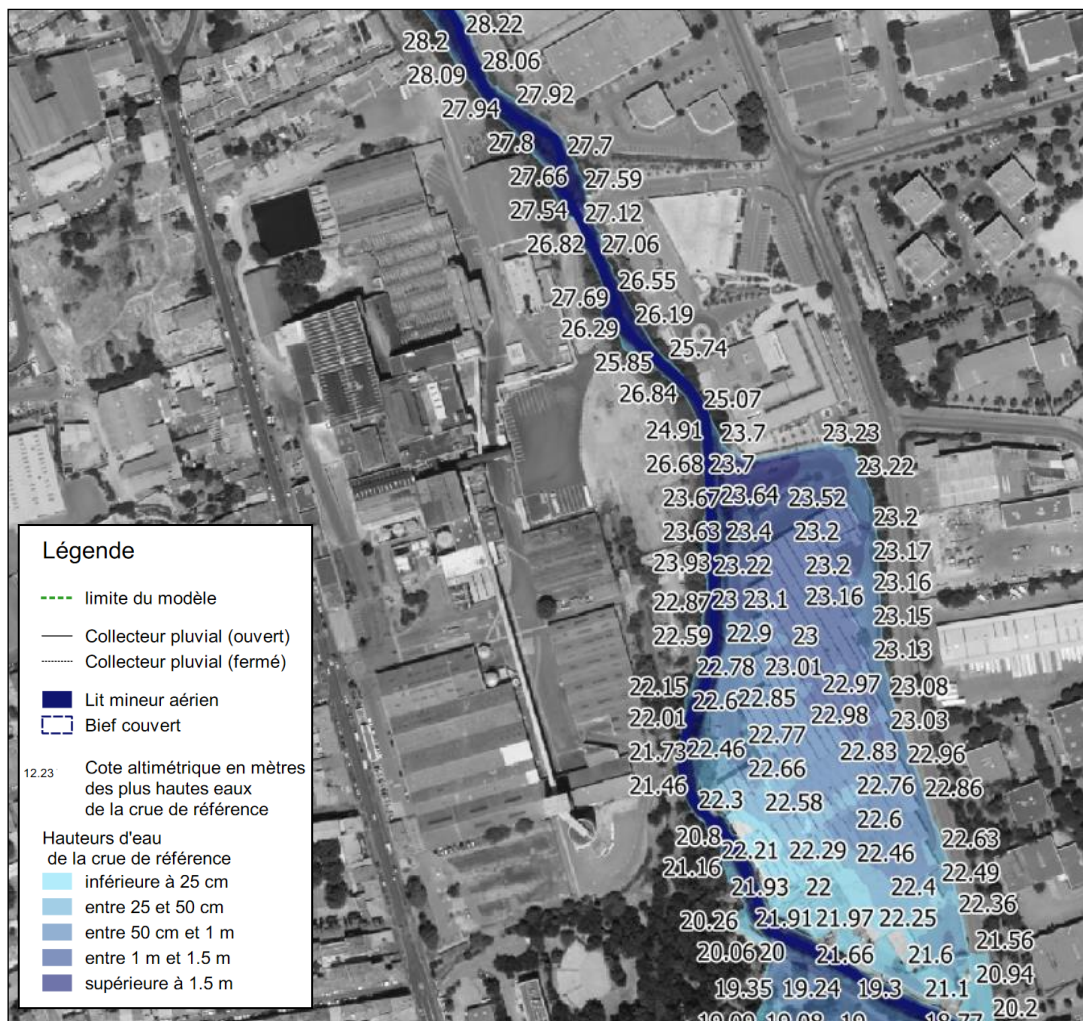 28.22
28.2
28.06
28.09
27.92
27.94
27.8
27.7
27.66
27.59
27.54
27.12
26.82
27.06
26.55
27.69
26.19
26.29
25.74
25.85
26.84
25.07
24.91 23.7 23.23
26.68 23.7 23.22
23.67 23.64 23.52
23.2
23.63 23.4 23.2
23.17
23.93 23.22 23.2
23.16
22.87 23 23.1 23.16
23.15
22.59 22.9 23
23.13
22.78 23.01
22.15 22.6 22.85 22.97 23.08
22.01 22.98 23.03
22.77
21.73 22.46 22.83 22.96
22.66
21.46 22.76 22.86
22.3 22.58
22.6
20.8 22.63
22.21 22.29 22.46
21.16 22.49
21.93 22 22.4
22.36
20.26 21.91 21.97 22.25
21.56
20.06 20 21.66 21.6
20.94
19.35 19.24 19.3 21.1
20.2
Légende
limite du modèle
Collecteur pluvial (ouvert)
Collecteur pluvial (fermé)
Lit mineur aérien
Bief couvert
12.23 Cote altimétrique en mètres
des plus hautes eaux
de la crue de référence
Hauteurs d'eau
de la crue de référence
inférieure à 25 cm
entre 25 et 50 cm
entre 50 cm et 1 m
entre 1 m et 1.5 m
supérieure à 1.5 m